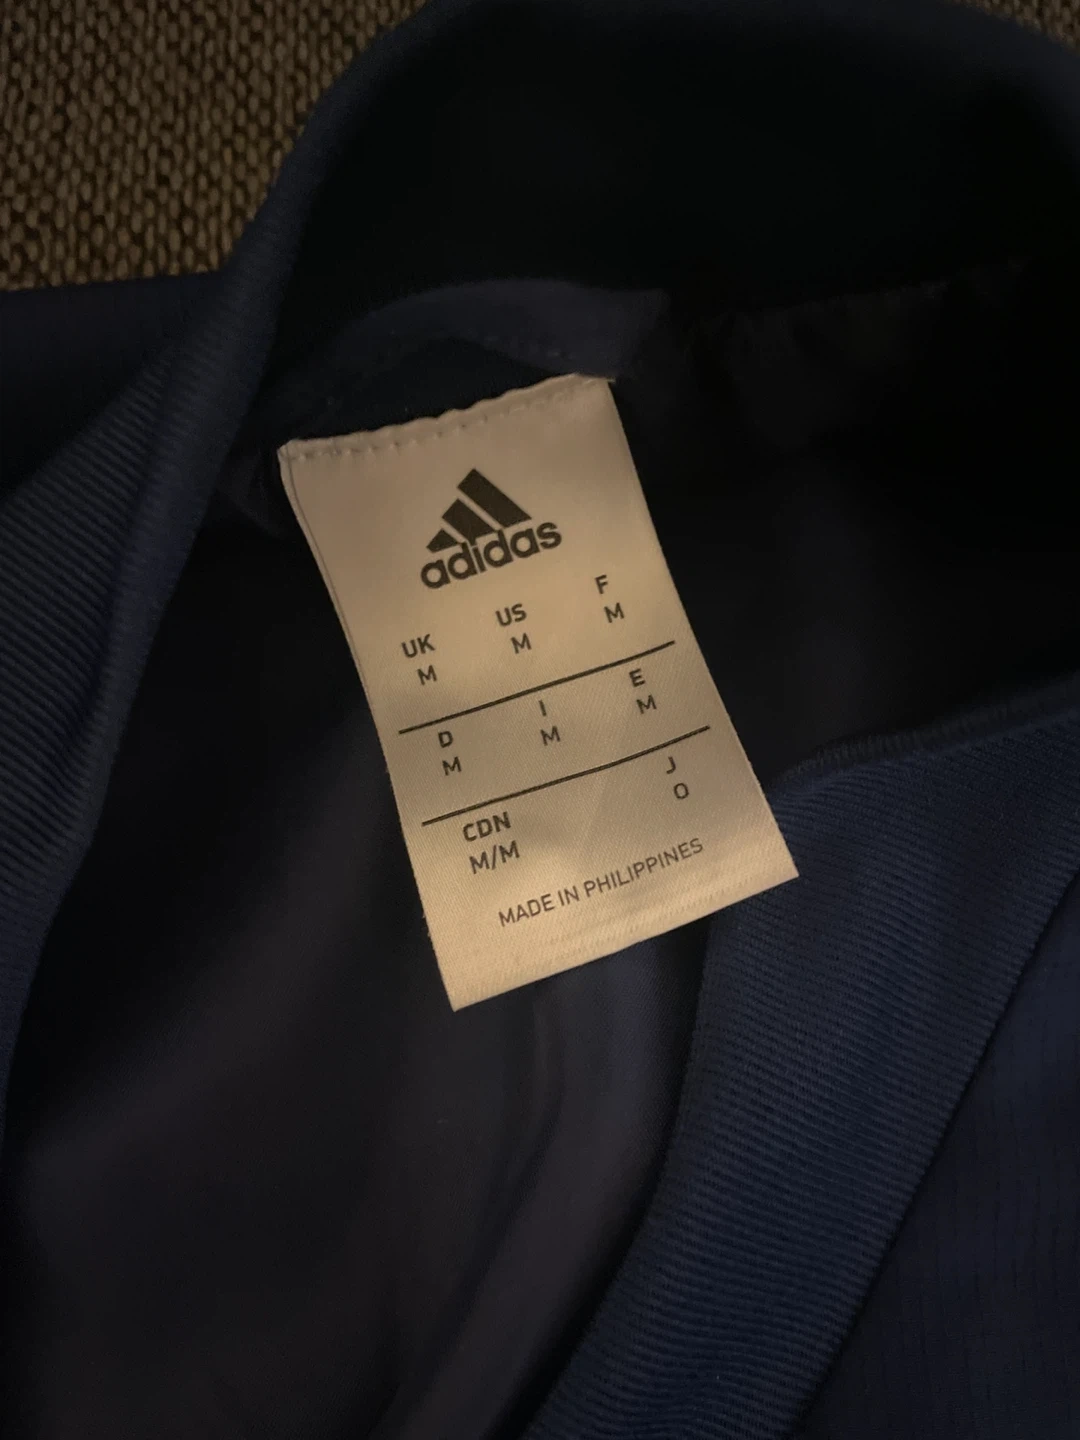 adidas
UK US F
M M M
D I E
M M M
CDN J
M/M O
MADE IN PHILIPPINES